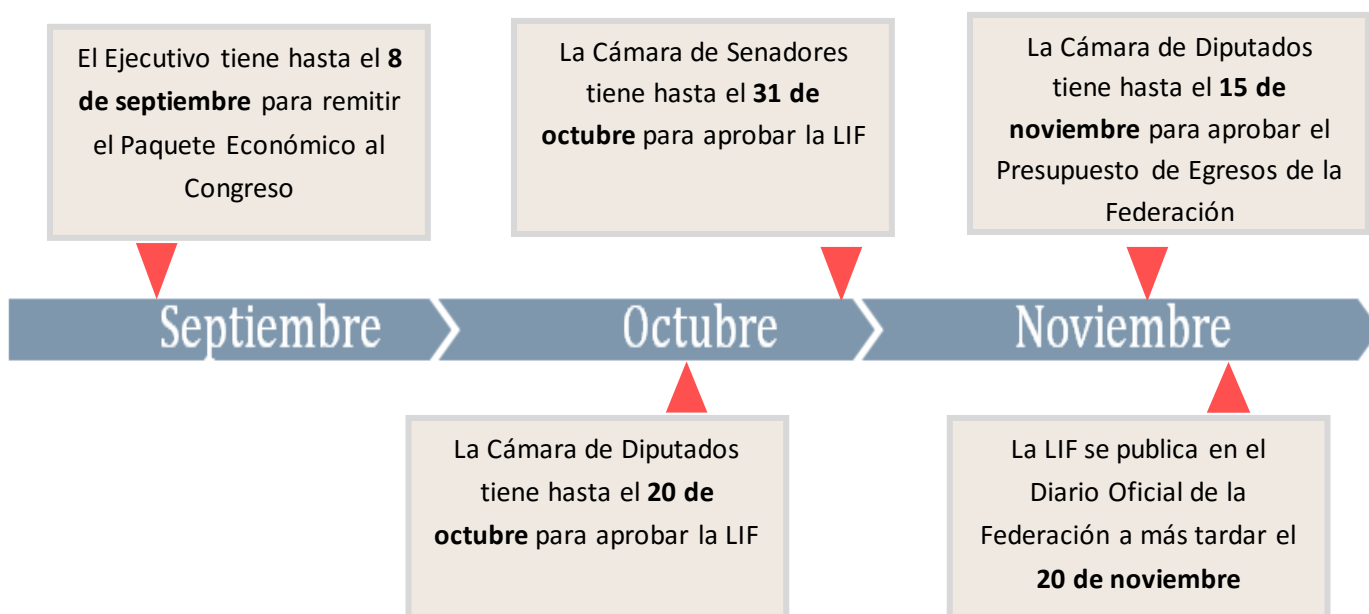 El Ejecutivo tiene hasta el 8
de septiembre para remitir
el Paquete Económico al
Congreso
La Cámara de Senadores
tiene hasta el 31 de
octubre para aprobar la LIF
La Cámara de Diputados
tiene hasta el 15 de
noviembre para aprobar el
Presupuesto de Egresos de la
Federación
Septiembre
Octubre
Noviembre
La Cámara de Diputados
tiene hasta el 20 de
octubre para aprobar la LIF
La LIF se publica en el
Diario Oficial de la
Federación a más tardar el
20 de noviembre